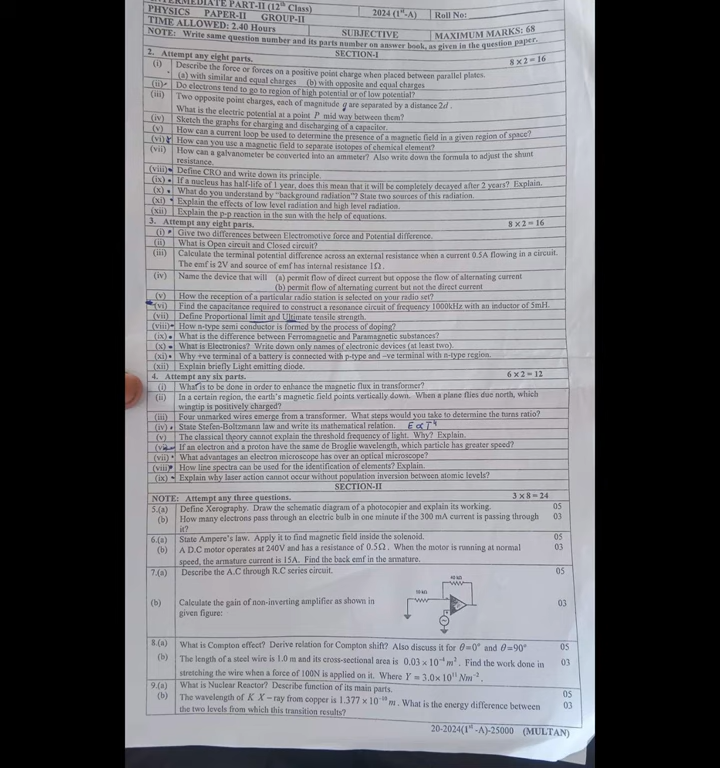 INTERMEDIATE PART-II (12th Class)
PHYSICS PAPER-II GROUP-II 2024 (1st-A) Roll No:
TIME ALLOWED: 2.40 Hours SUBJECTIVE MAXIMUM MARKS: 68
NOTE: Write same question number and its parts number on answer book, as given in the question paper.
SECTION-I
2. Attempt any eight parts. 8 x 2 = 16
(i) Describe the force or forces on a positive point charge when placed between parallel plates.
(a) with similar and equal charges (b) with opposite and equal charges
(ii) Do electrons tend to go to region of high potential or of low potential?
(iii) Two opposite point charges, each of magnitude q are separated by a distance 2d.
What is the electric potential at a point P mid way between them?
(iv) Sketch the graphs for charging and discharging of a capacitor.
(v) How can a current loop be used to determine the presence of a magnetic field in a given region of space?
(vi) How can you use a magnetic field to separate isotopes of chemical element?
(vii) How can a galvanometer be converted into an ammeter? Also write down the formula to adjust the shunt
resistance.
(viii) Define CRO and write down its principle.
(ix) If a nucleus has half-life of 1 year, does this mean that it will be completely decayed after 2 years? Explain.
(x) What do you understand by "background radiation"? State two sources of this radiation.
(xi) Explain the effects of low level radiation and high level radiation.
(xii) Explain the p-p reaction in the sun with the help of equations.
3. Attempt any eight parts. 8 x 2 = 16
(i) Give two differences between Electromotive force and Potential difference.
(ii) What is Open circuit and Closed circuit?
(iii) Calculate the terminal potential difference across an external resistance when a current 0.5A flowing in a circuit.
The emf is 2V and source of emf has internal resistance 1Ω.
(iv) Name the device that will (a) permit flow of direct current but oppose the flow of alternating current
(b) permit flow of alternating current but not the direct current
(v) How the reception of a particular radio station is selected on your radio set?
(vi) Find the capacitance required to construct a resonance circuit of frequency 1000kHz with an inductor of 5mH.
(vii) Define Proportional limit and Ultimate tensile strength.
(viii) How n-type semi conductor is formed by the process of doping?
(ix) What is the difference between Ferromagnetic and Paramagnetic substances?
(x) What is Electronics? Write down only names of electronic devices (at least two).
(xi) Why +ve terminal of a battery is connected with p-type and -ve terminal with n-type region.
(xii) Explain briefly Light emitting diode.
4. Attempt any six parts. 6 x 2 = 12
(i) What is to be done in order to enhance the magnetic flux in transformer?
(ii) In a certain region, the earth's magnetic field points vertically down. When a plane flies due north, which
wingtip is positively charged?
(iii) Four unmarked wires emerge from a transformer. What steps would you take to determine the turns ratio?
(iv) State Stefen-Boltzmann law and write its mathematical relation. E∝T⁴
(v) The classical theory cannot explain the threshold frequency of light. Why? Explain.
(vi) If an electron and a proton have the same de Broglie wavelength, which particle has greater speed?
(vii) What advantages an electron microscope has over an optical microscope?
(viii) How line spectra can be used for the identification of elements? Explain.
(ix) Explain why laser action cannot occur without population inversion between atomic levels?
SECTION-II
NOTE: Attempt any three questions. 3 x 8 = 24
5.(a) Define Xerography. Draw the schematic diagram of a photocopier and explain its working. 05
(b) How many electrons pass through an electric bulb in one minute if the 300 mA current is passing through 03
it?
6.(a) State Ampere's law. Apply it to find magnetic field inside the solenoid. 05
(b) A D.C motor operates at 240V and has a resistance of 0.5Ω. When the motor is running at normal 03
speed, the armature current is 15A. Find the back emf in the armature.
7.(a) Describe the A.C through R.C series circuit. 05
40 kΩ
(b) Calculate the gain of non-inverting amplifier as shown in 03
given figure:
8.(a) What is Compton effect? Derive relation for Compton shift? Also discuss it for θ=0° and θ=90° 05
(b) The length of a steel wire is 1.0 m and its cross-sectional area is 0.03 × 10⁻⁴ m². Find the work done in 03
stretching the wire when a force of 100N is applied on it. Where Y = 3.0×10¹¹ Nm⁻².
9.(a) What is Nuclear Reactor? Describe function of its main parts. 05
(b) The wavelength of K X-ray from copper is 1.377 × 10⁻¹⁰ m. What is the energy difference between 03
the two levels from which this transition results?
20-2024(1st-A)-25000 (MULTAN)